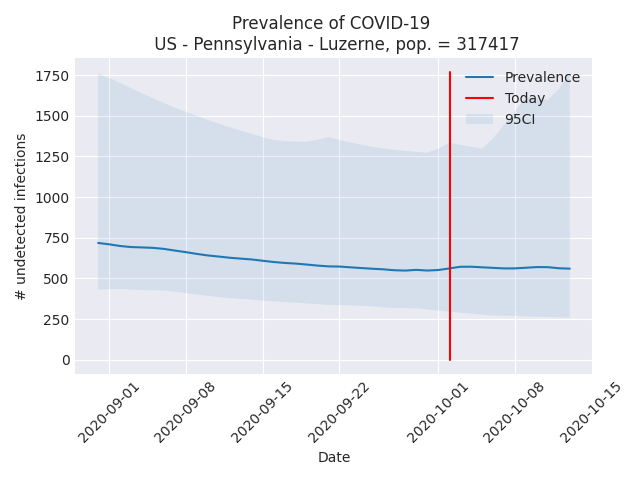 Prevalence of COVID-19
US - Pennsylvania - Luzerne, pop. = 317417
1750
1500
1250
1000
750
500
250
0
# undetected infections
Prevalence
Today
95CI
2020-09-01
2020-09-08
2020-09-15
2020-09-22
2020-10-01
2020-10-08
2020-10-15
Date